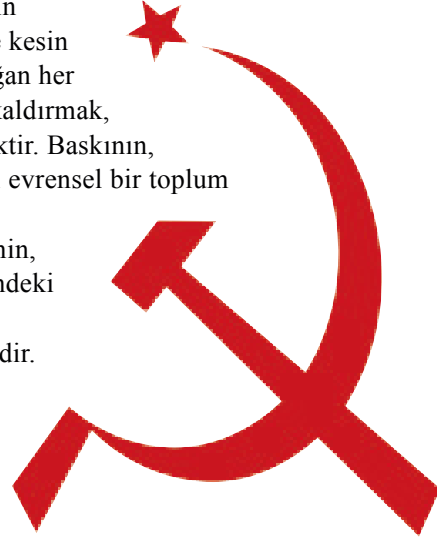 e kesin
ğan her
kaldırmak,
ktir. Baskının,
evrensel bir toplum
nin,
ndeki
dir.